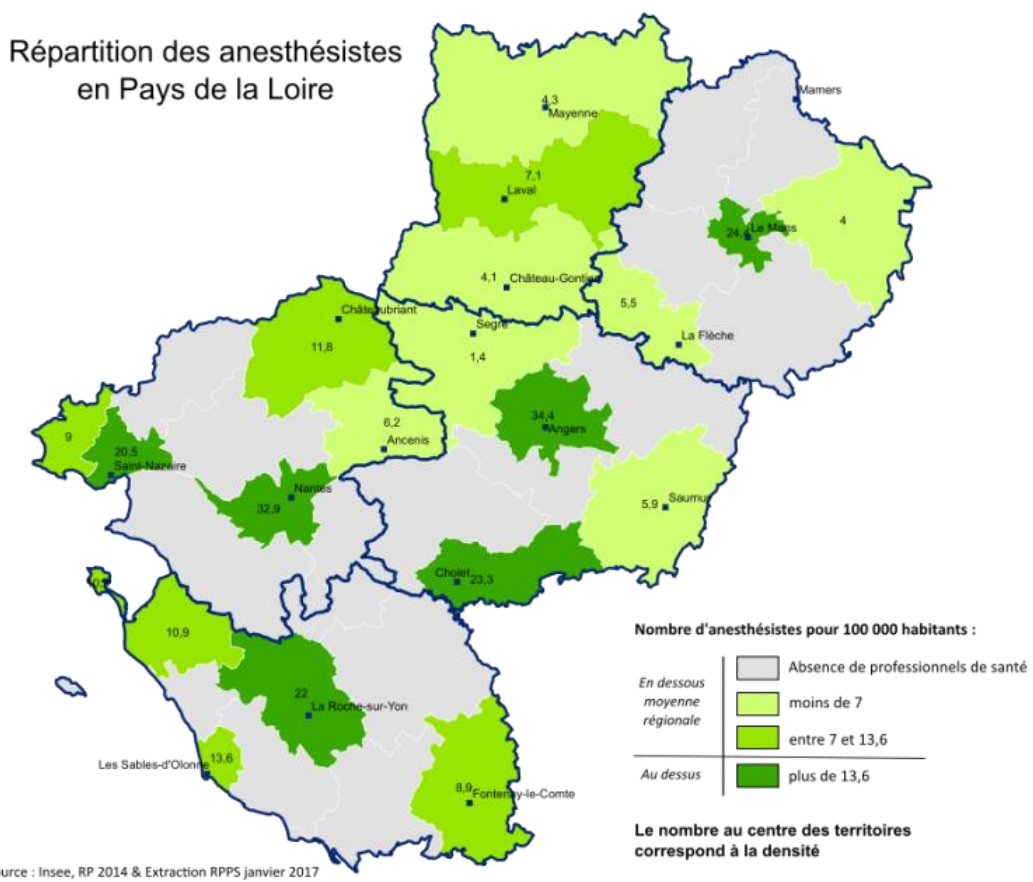 Répartition des anesthésistes
en Pays de la Loire
4,3
Mayenne
Mamers
7,1
Laval
4
Le Mans
4,1
Château-Gontier
5,5
La Flèche
Châteaubriant
11,8
Segré
1,4
34,4
Angers
6,2
Ancenis
9
20,5
Saint-Nazaire
Nantes
32,9
5,9
Saumur
Cholet
23,3
10,9
22
La Roche-sur-Yon
13,6
Les Sables-d'Olonne
8,9
Fontenay-le-Comte
Nombre d'anesthésistes pour 100 000 habitants :
En dessous
moyenne
régionale
Absence de professionnels de santé
moins de 7
entre 7 et 13,6
Au dessus
plus de 13,6
Le nombre au centre des territoires
correspond à la densité
ource : Insee, RP 2014 & Extraction RPPS janvier 2017